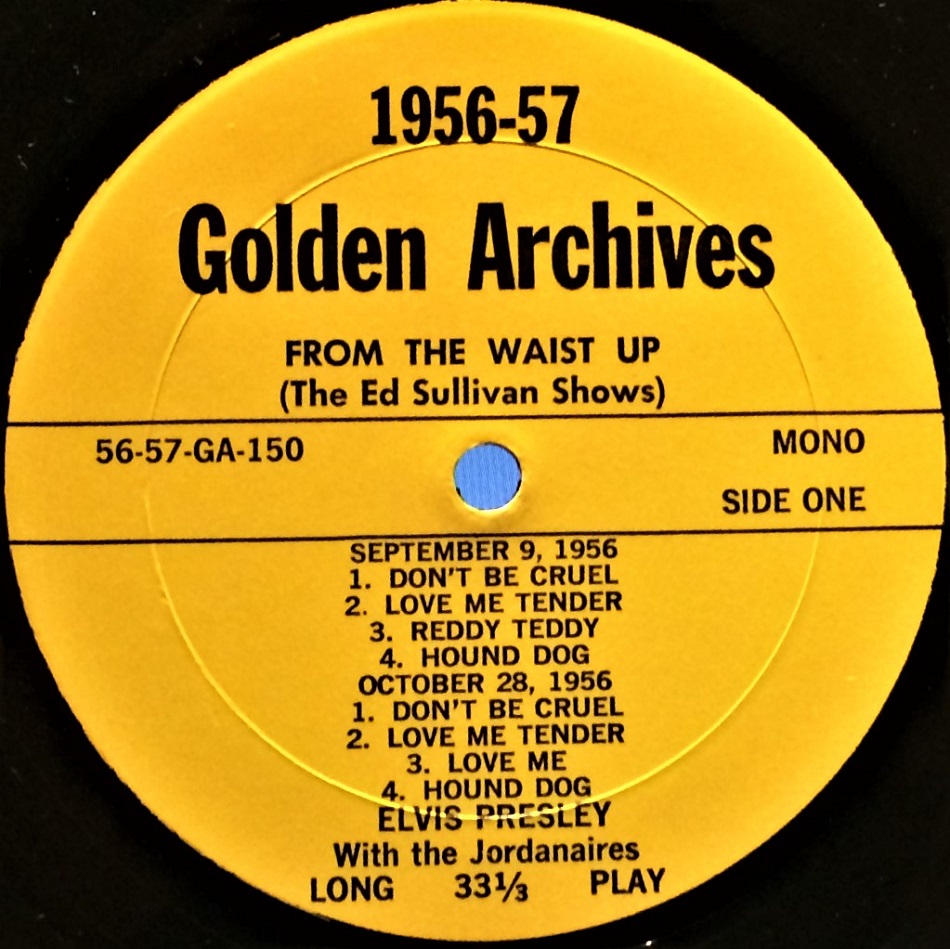 1956-57
Golden Archives
FROM THE WAIST UP
(The Ed Sullivan Shows)
56-57-GA-150
MONO
SIDE ONE
SEPTEMBER 9, 1956
1. DON'T BE CRUEL
2. LOVE ME TENDER
3. REDDY TEDDY
4. HOUND DOG
OCTOBER 28, 1956
1. DON'T BE CRUEL
2. LOVE ME TENDER
3. LOVE ME
4. HOUND DOG
ELVIS PRESLEY
With the Jordanaires
LONG 33⅓ PLAY